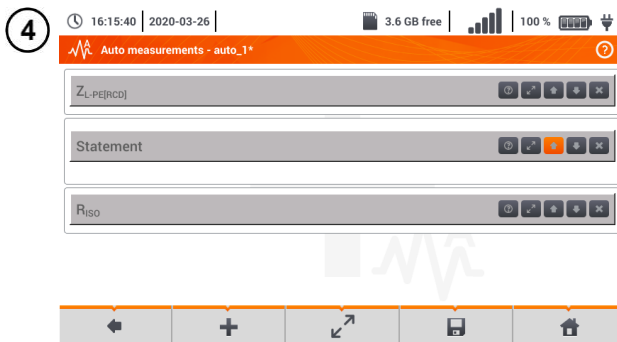 4
16:15:40 2020-03-26 3.6 GB free 100 %
Auto measurements - auto_1* ?
ZL-PE[RCD] ?
Statement ?
RISO ?